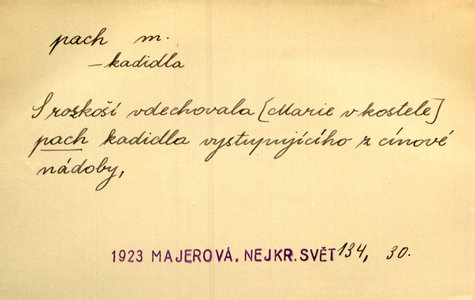 pach m.
– kadidla
S rozkoší vdechovala [Marie v kostele]
pach kadidla vystupujícího z cínové
nádoby,
1923 MAJEROVÁ, NEJKR. SVĚT 134, 30.